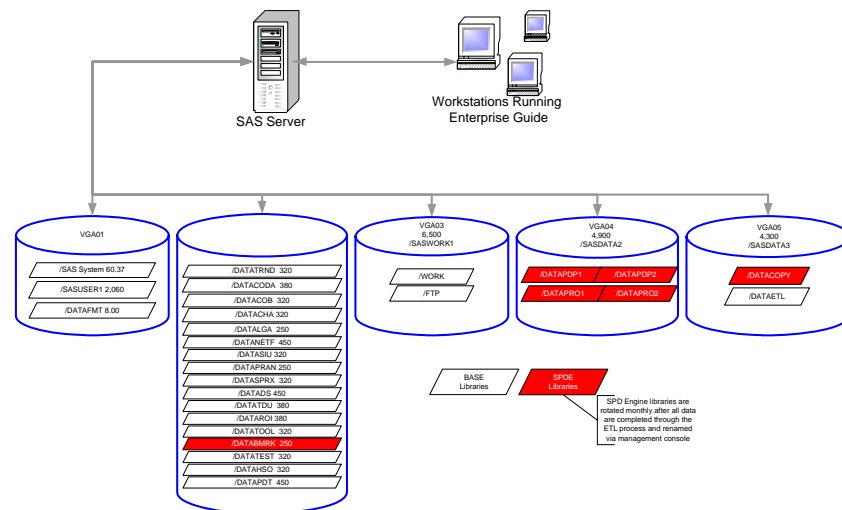 SAS Server
Workstations Running
Enterprise Guide
VGA01
/SAS System 60.37
/SASUSER1 2,060
/DATAFMT 8.00
/DATATRND 320
/DATACODA 380
/DATACOB 320
/DATACHA 320
/DATALGA 250
/DATANETF 450
/DATASIU 320
/DATAPRAN 250
/DATASPRX 320
/DATADS 450
/DATATDU 380
/DATAROI 380
/DATATOOL 320
/DATABMRK 250
/DATATEST 320
/DATAHSO 320
/DATAPDT 450
VGA03
6,500
/SASWORK1
/WORK
/FTP
VGA04
4,900
/SASDATA2
/DATAPDP1 /DATAPDP2
/DATAPRO1 /DATAPRO2
VGA05
4,300
/SASDATA3
/DATACOPY
/DATAETL
BASE
Libraries
SPDE
Libraries
SPD Engine libraries are
rotated monthly after all data
are completed through the
ETL process and renamed
via management console